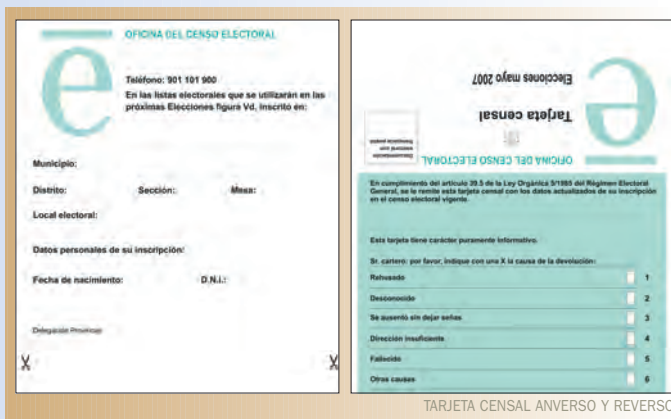 e
OFICINA DEL CENSO ELECTORAL
Teléfono: 901 101 900
En las listas electorales que se utilizarán en las
próximas Elecciones figura Vd. inscrito en:
Municipio:
Distrito: Sección: Mesa:
Local electoral:
Datos personales de su inscripción:
Fecha de nacimiento: D.N.I.:
Delegación Provincial
e
Elecciones mayo 2007
Tarjeta censal
OFICINA DEL CENSO ELECTORAL
En cumplimiento del artículo 39.5 de la Ley Orgánica 5/1985 del Régimen Electoral
General, se le remite esta tarjeta censal con los datos actualizados de su inscripción
en el censo electoral vigente.
Esta tarjeta tiene carácter puramente informativo.
Sr. cartero: por favor, indique con una X la causa de la devolución:
Rehusado 1
Desconocido 2
Se ausentó sin dejar señas 3
Dirección insuficiente 4
Fallecido 5
Otras causas 6
TARJETA CENSAL ANVERSO Y REVERSO